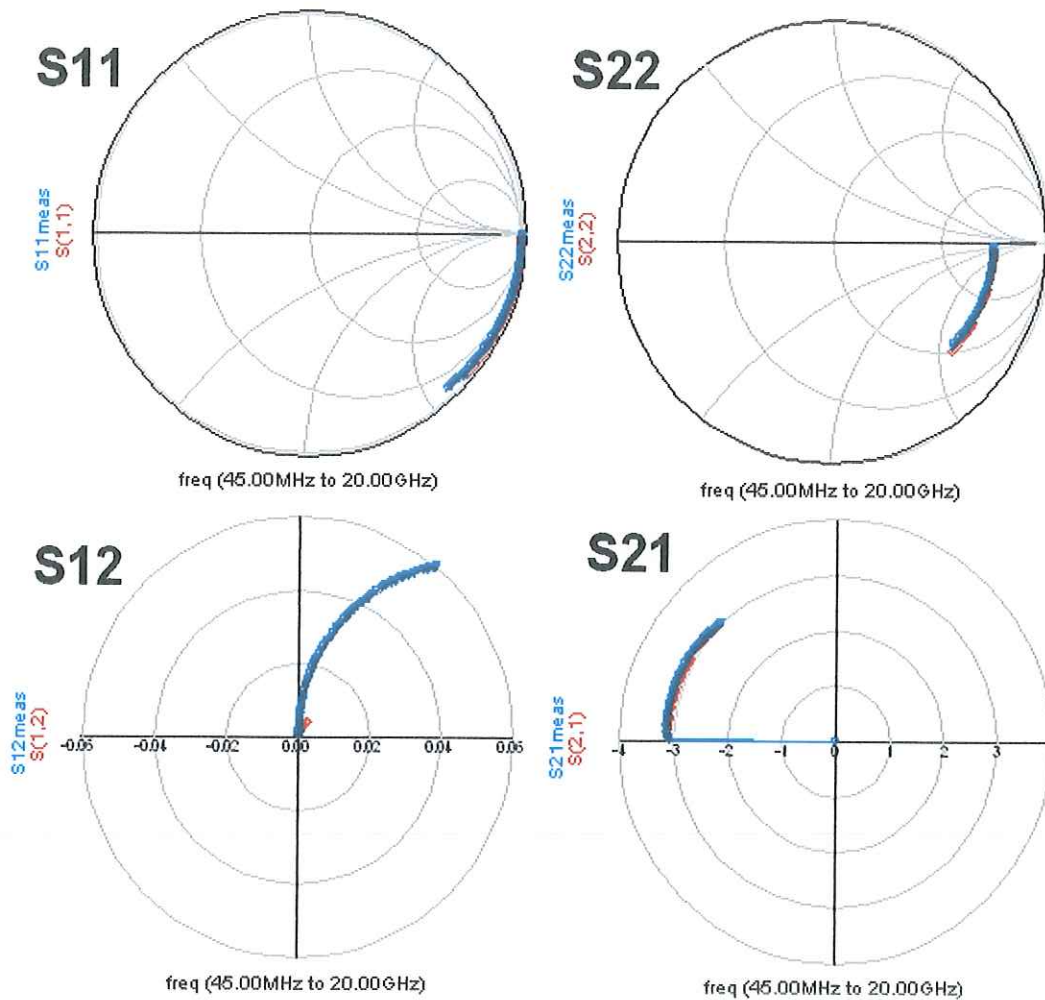 S11
S11meas
S(1,1)
freq (45.00MHz to 20.00GHz)
S22
S22meas
S(2,2)
freq (45.00MHz to 20.00GHz)
S12
S12meas
S(1,2)
-0.06 -0.04 -0.02 0.00 0.02 0.04 0.06
freq (45.00MHz to 20.00GHz)
S21
S21meas
S(2,1)
-4 -3 -2 -1 0 1 2 3
freq (45.00MHz to 20.00GHz)